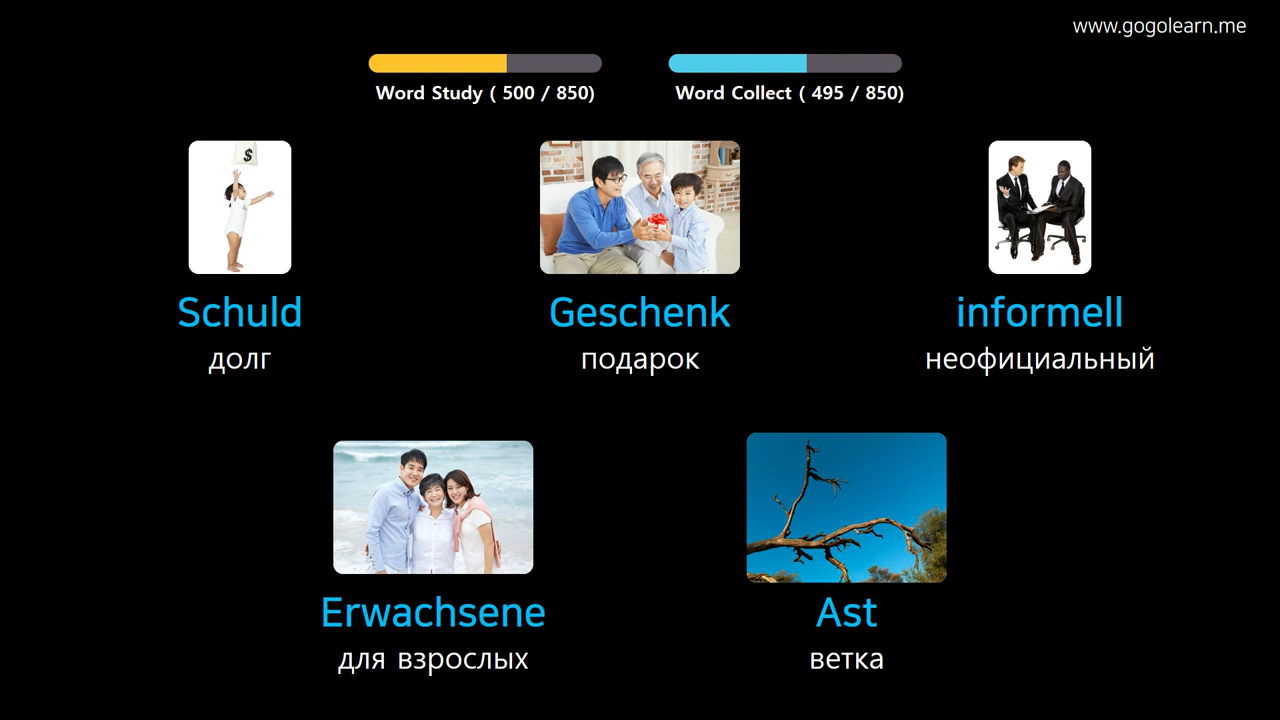 www.gogolearn.me
Word Study ( 500 / 850)
Word Collect ( 495 / 850)
$
Schuld
долг
Geschenk
подарок
informell
неофициальный
Erwachsene
для взрослых
Ast
ветка